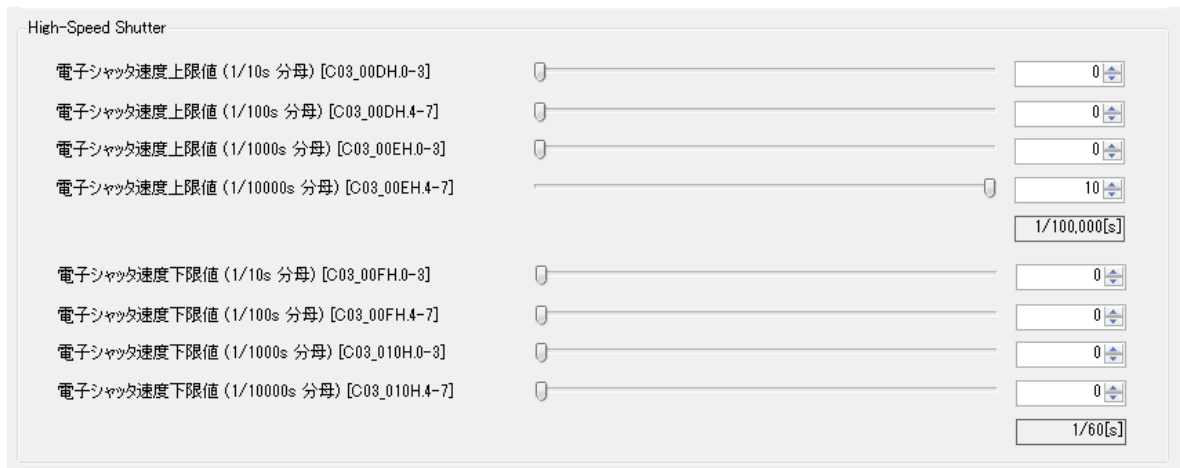 High-Speed Shutter
電子シャッタ速度上限値 (1/10s 分母) [C03_00DH.0-3] 0
電子シャッタ速度上限値 (1/100s 分母) [C03_00DH.4-7] 0
電子シャッタ速度上限値 (1/1000s 分母) [C03_00EH.0-3] 0
電子シャッタ速度上限値 (1/10000s 分母) [C03_00EH.4-7] 10
1/100,000[s]
電子シャッタ速度下限値 (1/10s 分母) [C03_00FH.0-3] 0
電子シャッタ速度下限値 (1/100s 分母) [C03_00FH.4-7] 0
電子シャッタ速度下限値 (1/1000s 分母) [C03_010H.0-3] 0
電子シャッタ速度下限値 (1/10000s 分母) [C03_010H.4-7] 0
1/60[s]